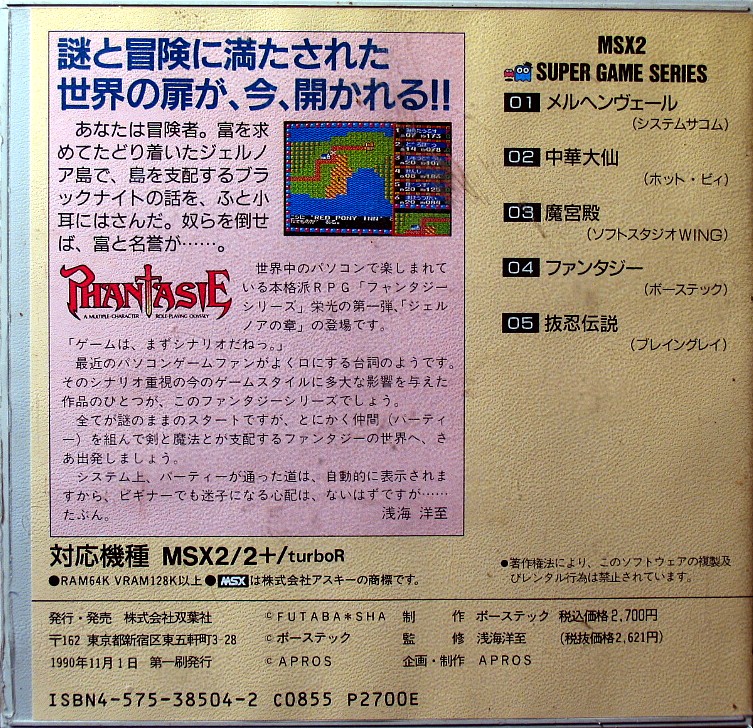 謎と冒険に満たされた
世界の扉が、今、開かれる!!
あなたは冒険者。富を求
めてたどり着いたジェルノ
ア島で、島を支配するブラ
ックナイトの話を、ふと小
耳にはさんだ。奴らを倒せ
ば、富と名誉が……。
"RED PONY INN"
PHANTASIE
A MULTIPLE-CHARACTER ROLE-PLAYING ODYSSEY
世界中のパソコンで楽しまれて
いる本格派RPG「ファンタジー
シリーズ」栄光の第一弾、「ジェル
ノアの章」の登場です。
「ゲームは、まずシナリオだねっ。」
最近のパソコンゲームファンがよく口にする台詞のようです。
そのシナリオ重視の今のゲームスタイルに多大な影響を与えた
作品のひとつが、このファンタジーシリーズでしょう。
全てが謎のままのスタートですが、とにかく仲間（パーティ
ー）を組んで剣と魔法とが支配するファンタジーの世界へ、さ
あ出発しましょう。
システム上、パーティーが通った道は、自動的に表示されま
すから、ビギナーでも迷子になる心配は、ないはずですが……
たぶん。 浅海 洋至
対応機種 MSX2/2+/turboR
●RAM64K VRAM128K以上 ●MSXは株式会社アスキーの商標です。
MSX2
SUPER GAME SERIES
01 メルヘンヴェール
（システムサコム）
02 中華大仙
（ホット・ビィ）
03 魔宮殿
（ソフトスタジオWING）
04 ファンタジー
（ボーステック）
05 抜忍伝説
（ブレイングレイ）
●著作権法により、このソフトウェアの複製及
びレンタル行為は禁止されています。
発行・発売 株式会社双葉社 ©FUTABA＊SHA 制 作 ボーステック 税込価格2,700円
〒162 東京都新宿区東五軒町3-28 ©ボーステック 監 修 浅海洋至 （税抜価格2,621円）
1990年11月1日 第一刷発行 ©APROS 企画・制作 APROS
ISBN4-575-38504-2 C0855 P2700E